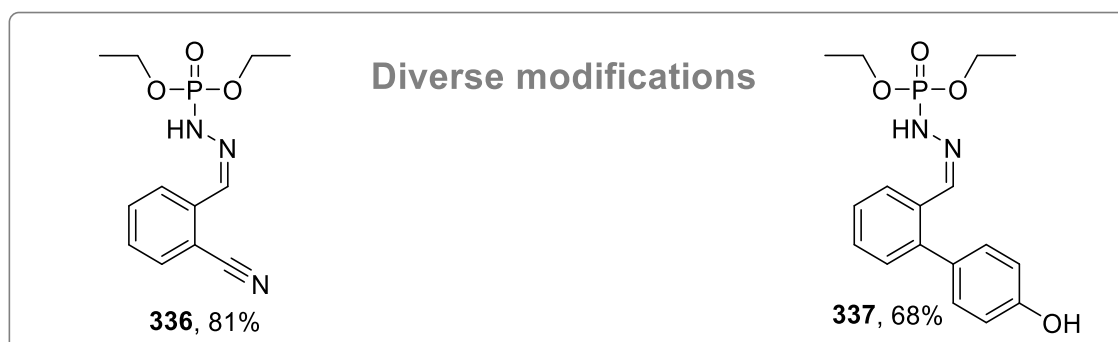 Diverse modifications
O
O P O
HN
N
N
336, 81%
O
O P O
HN
N
OH
337, 68%